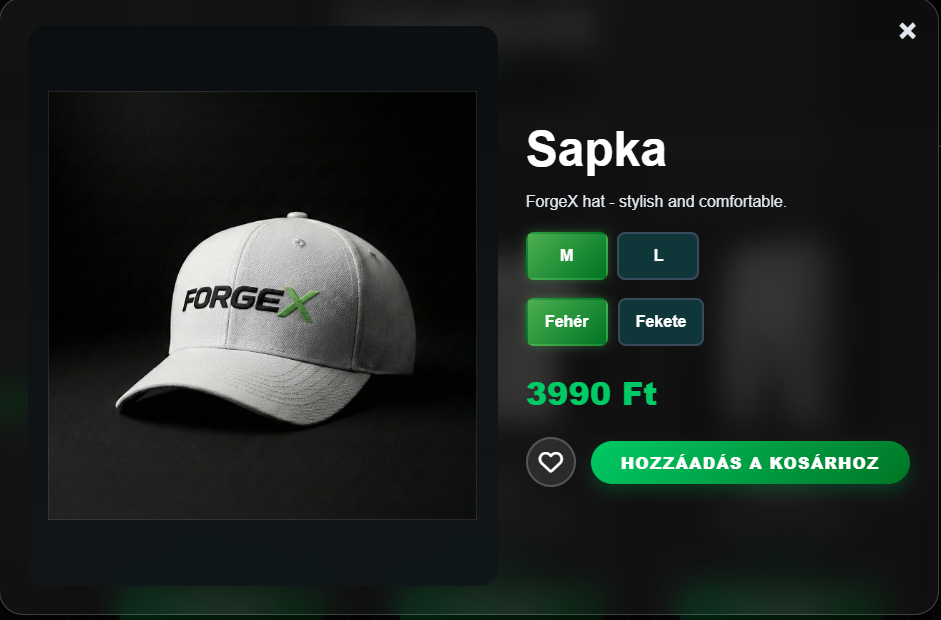 FORGEX
Sapka
ForgeX hat - stylish and comfortable.
M L
Fehér Fekete
3990 Ft
HOZZÁADÁS A KOSÁRHOZ